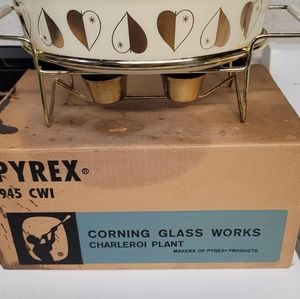 PYREX®
945 CWI
CORNING GLASS WORKS
CHARLEROI PLANT
MAKERS OF PYREX® PRODUCTS